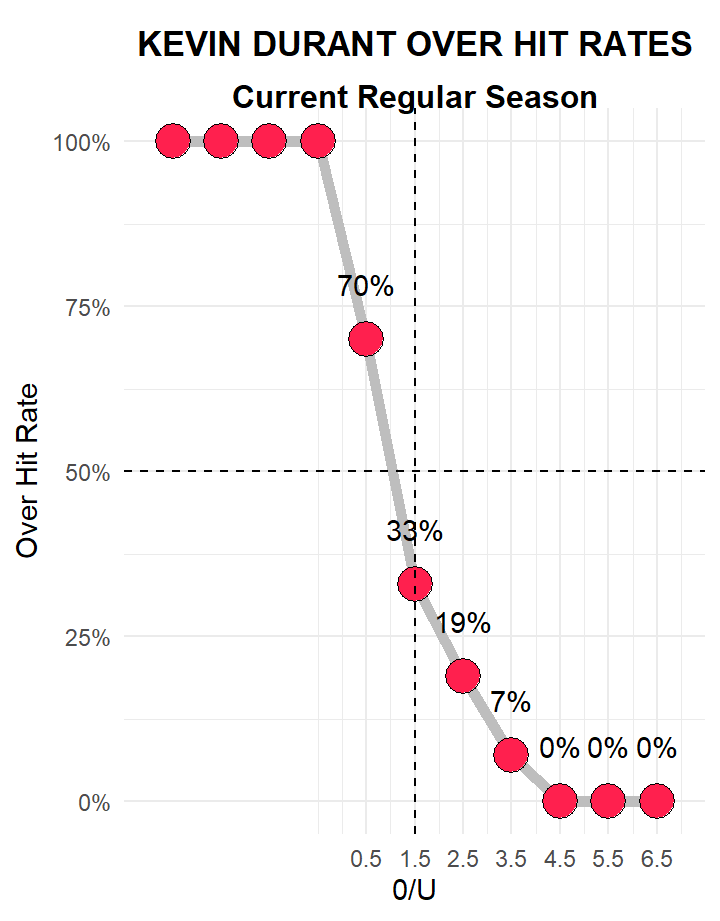 KEVIN DURANT OVER HIT RATES
Current Regular Season
100%
75%
50%
25%
0%
Over Hit Rate
70%
33%
19%
7%
0% 0% 0%
0.5 1.5 2.5 3.5 4.5 5.5 6.5
0/U